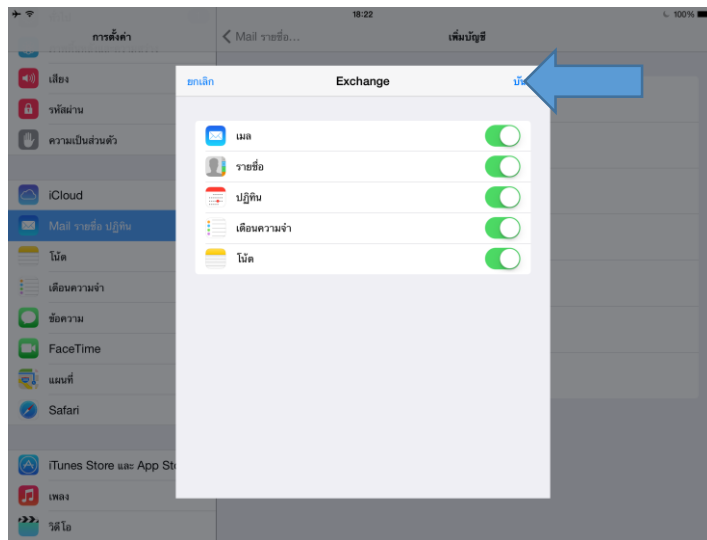 18:22
100%
การตั้งค่า
Mail รายชื่อ...
เพิ่มบัญชี
เสียง
รหัสผ่าน
ความเป็นส่วนตัว
iCloud
Mail รายชื่อ ปฏิทิน
โน้ต
เตือนความจำ
ข้อความ
FaceTime
แผนที่
Safari
iTunes Store และ App Sto
เพลง
วิดีโอ
ยกเลิก
Exchange
เมล
รายชื่อ
ปฏิทิน
เตือนความจำ
โน้ต